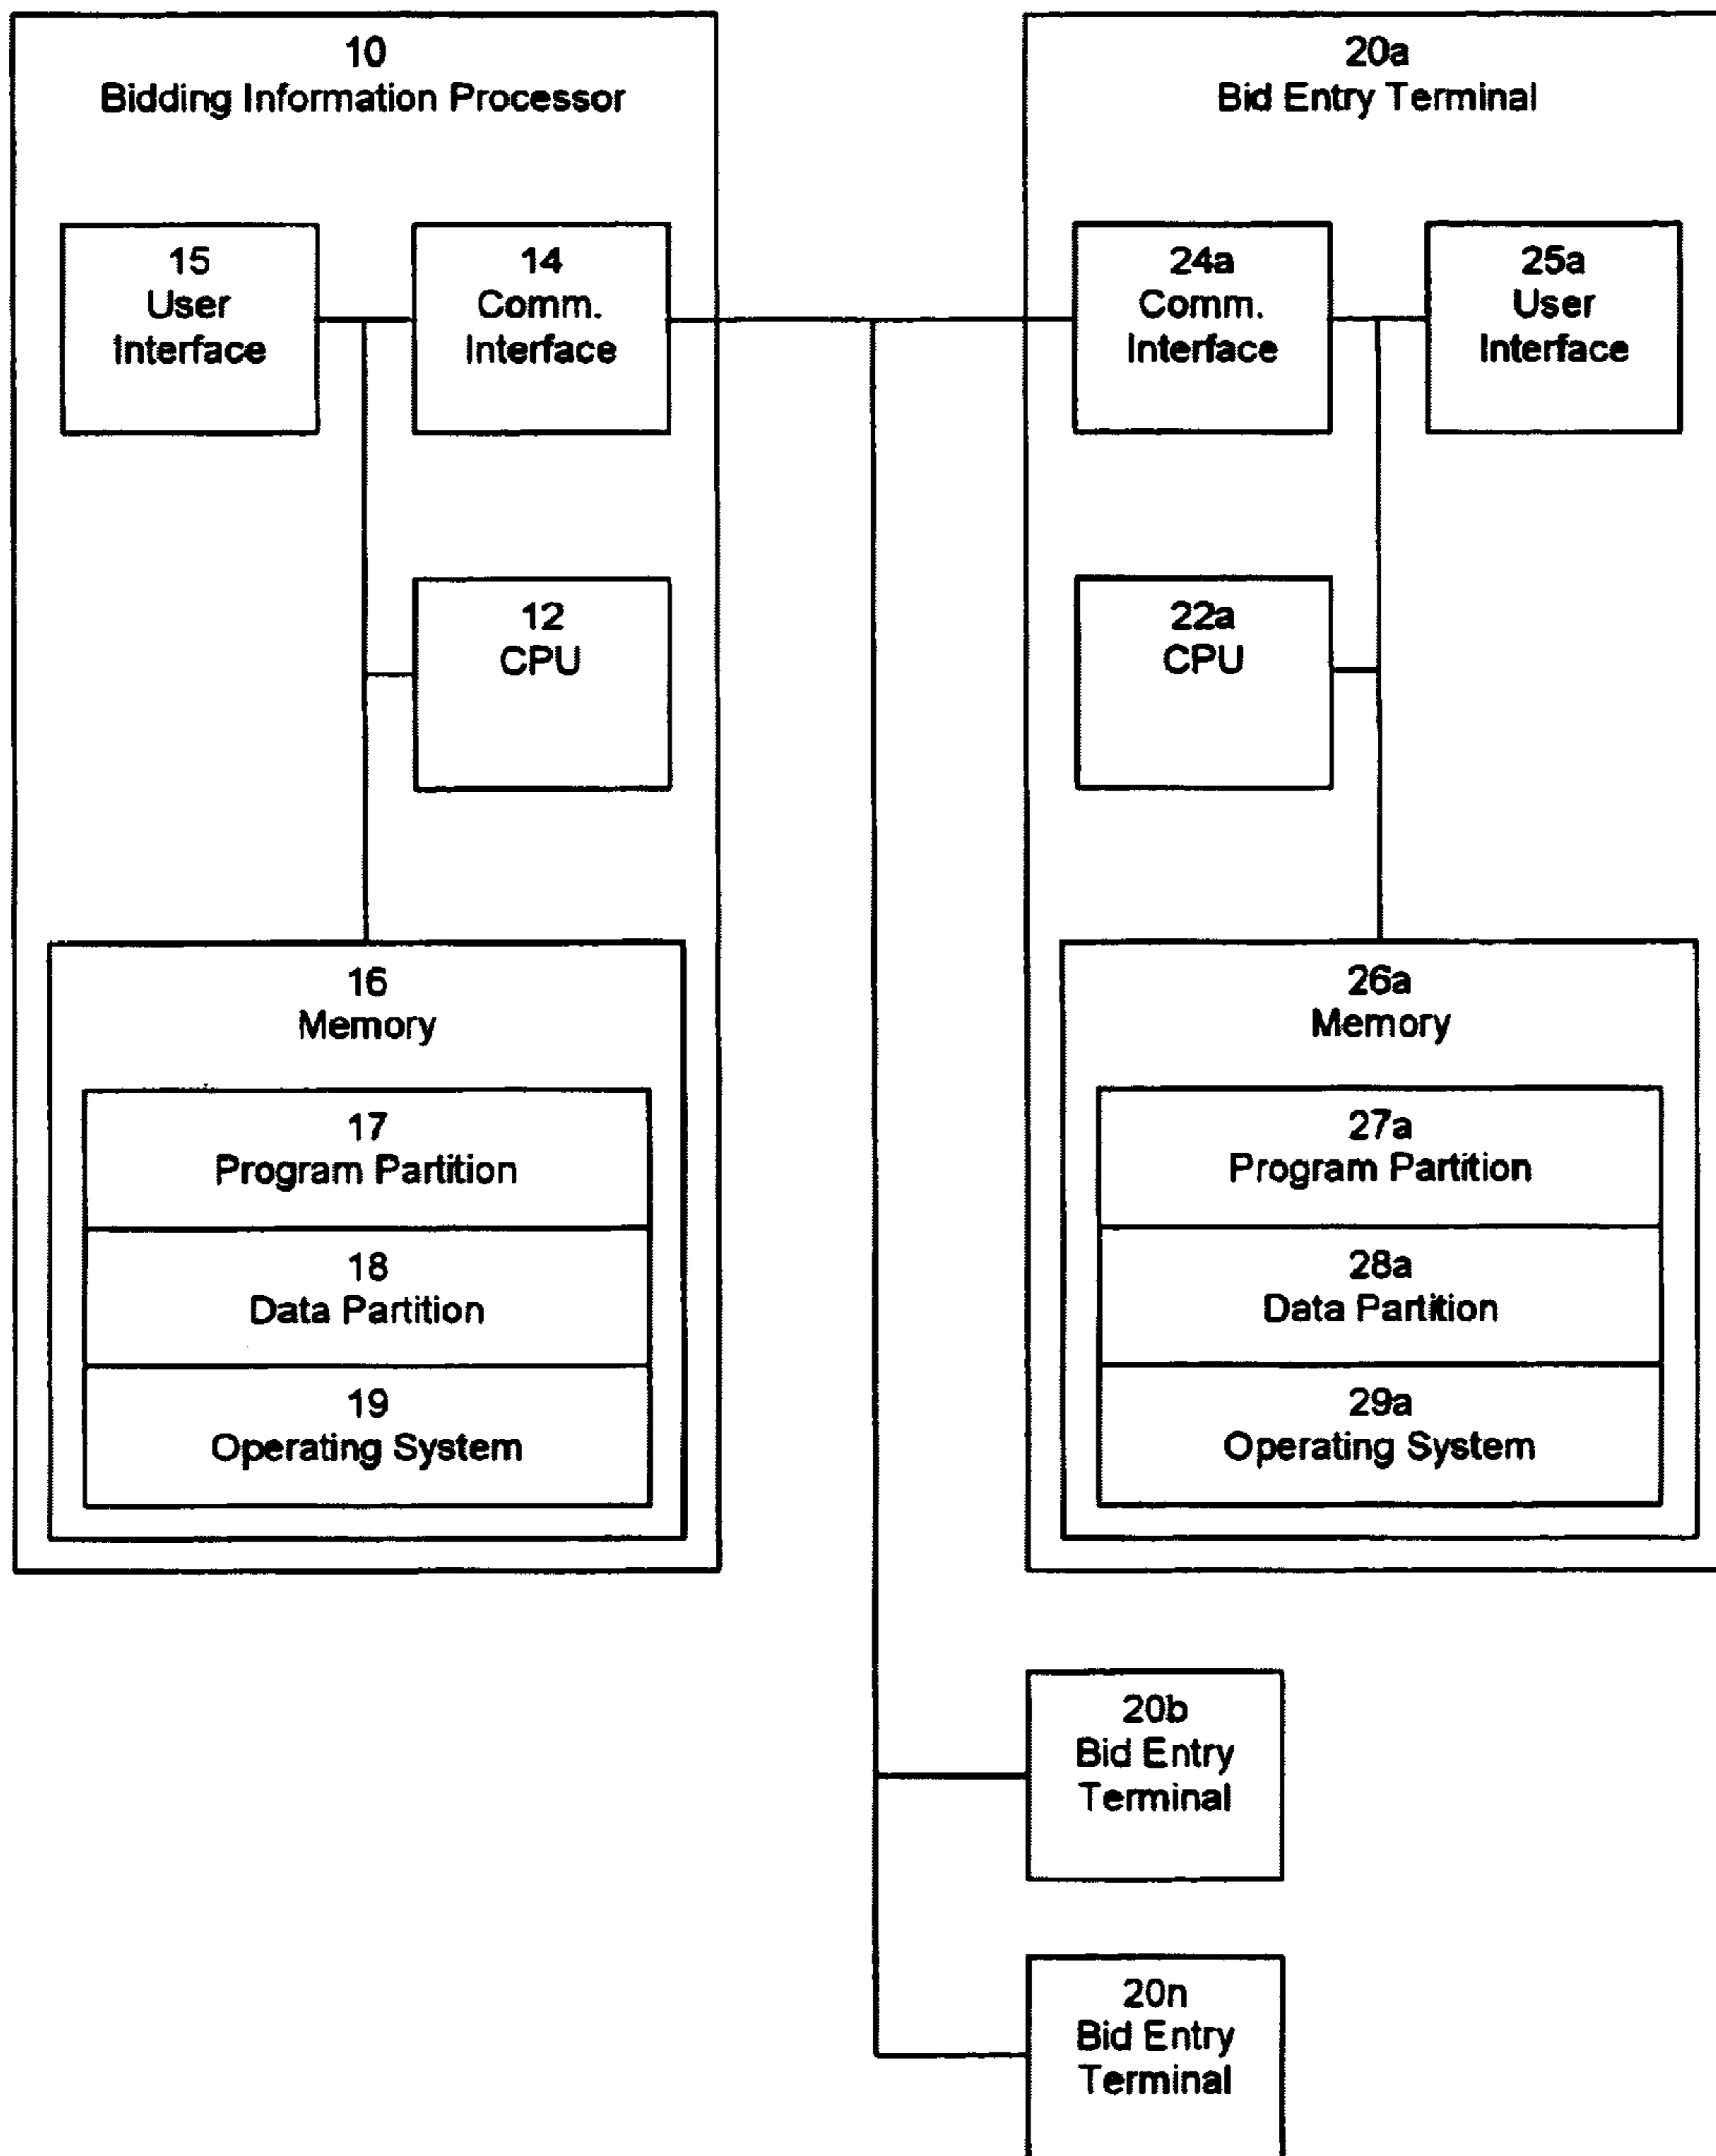 10
Bidding Information Processor
15
User
Interface
14
Comm.
Interface
12
CPU
16
Memory
17
Program Partition
18
Data Partition
19
Operating System
20a
Bid Entry Terminal
24a
Comm.
Interface
25a
User
Interface
22a
CPU
26a
Memory
27a
Program Partition
28a
Data Partition
29a
Operating System
20b
Bid Entry
Terminal
20n
Bid Entry
Terminal